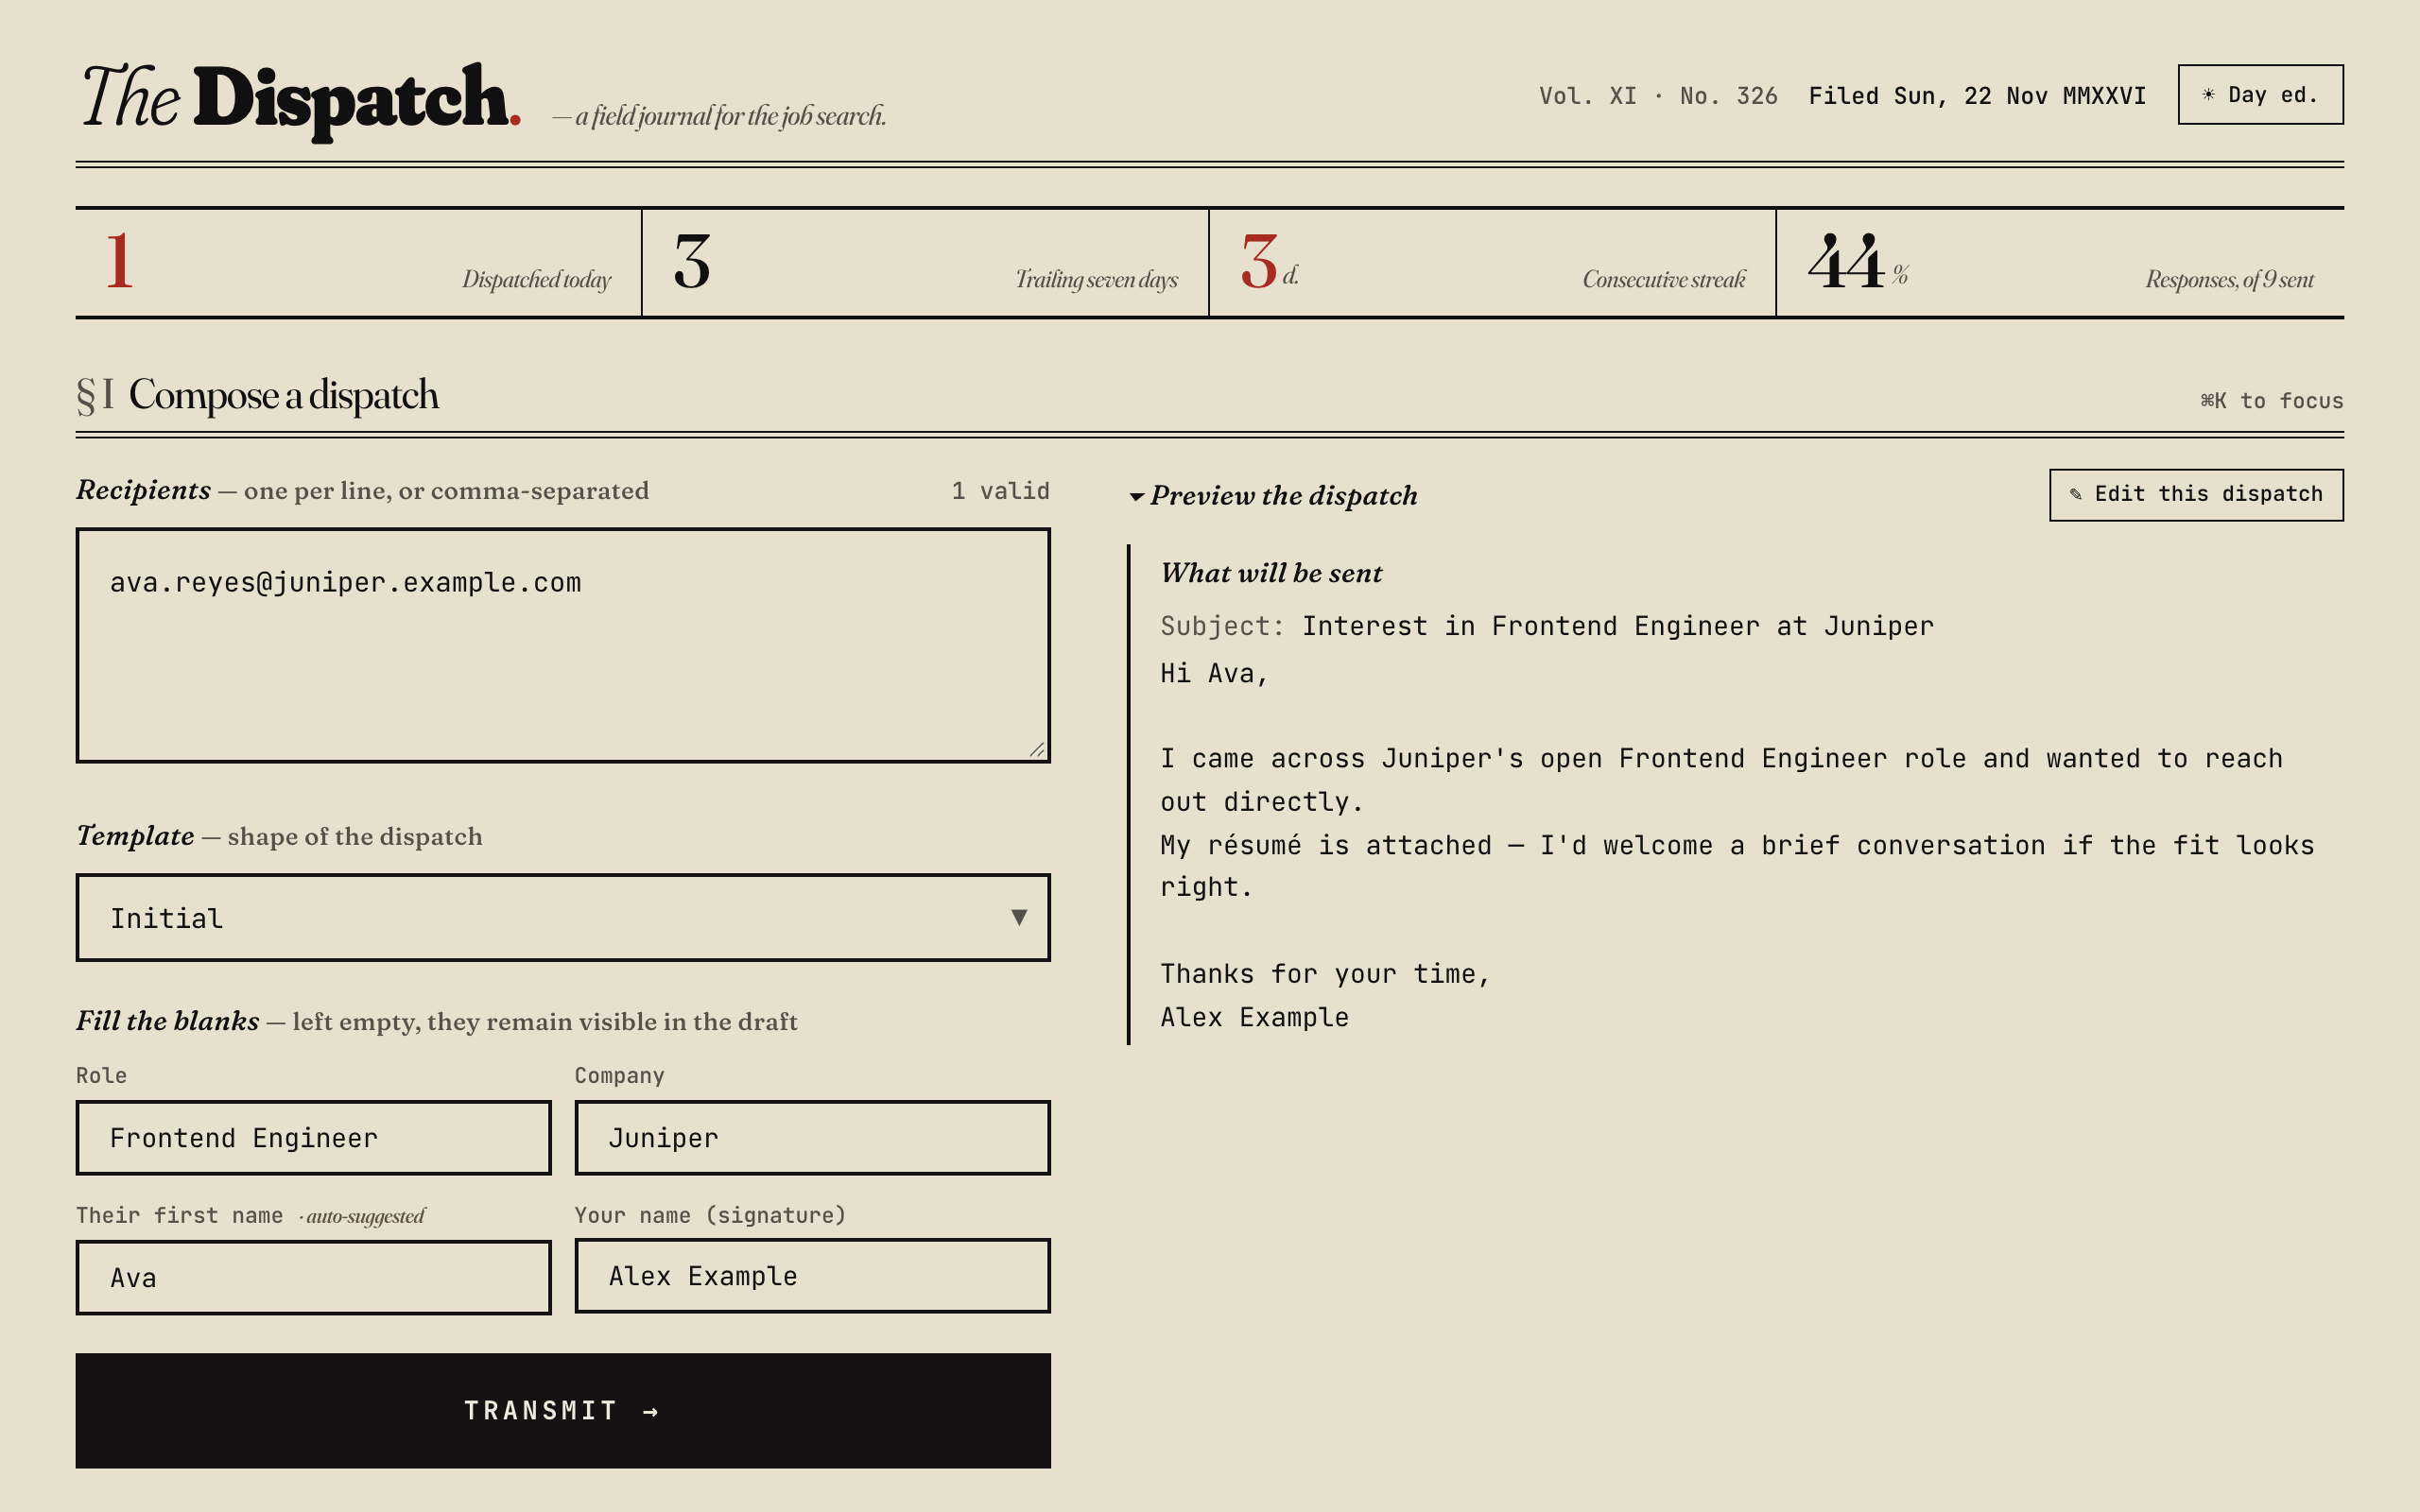 The Dispatch. — a field journal for the job search.
Vol. XI · No. 326 Filed Sun, 22 Nov MMXXVI ☀ Day ed.
1 Dispatched today
3 Trailing seven days
3 d. Consecutive streak
44 % Responses, of 9 sent
§ I Compose a dispatch
⌘K to focus
Recipients — one per line, or comma-separated 1 valid
ava.reyes@juniper.example.com
Template — shape of the dispatch
Initial ▼
Fill the blanks — left empty, they remain visible in the draft
Role
Frontend Engineer
Company
Juniper
Their first name · auto-suggested
Ava
Your name (signature)
Alex Example
TRANSMIT →
▾ Preview the dispatch
✎ Edit this dispatch
What will be sent
Subject: Interest in Frontend Engineer at Juniper
Hi Ava,
I came across Juniper's open Frontend Engineer role and wanted to reach
out directly.
My résumé is attached — I'd welcome a brief conversation if the fit looks
right.
Thanks for your time,
Alex Example